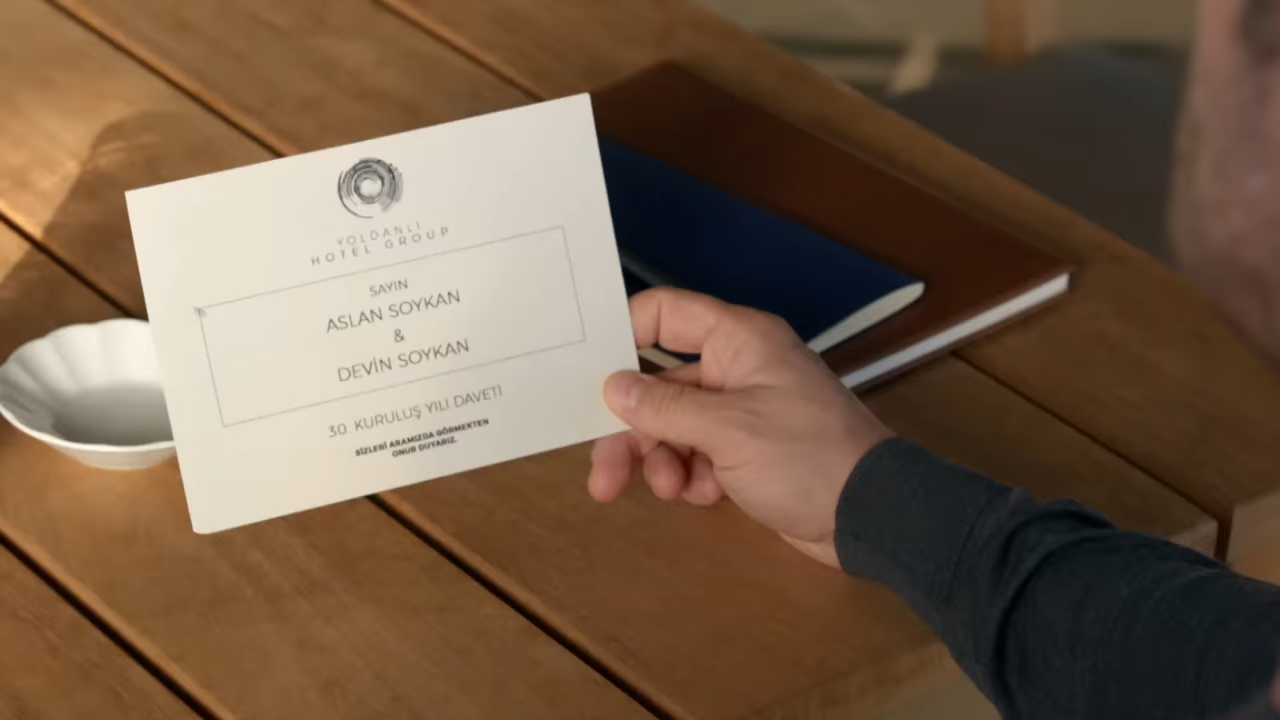 YOLDANLI
HOTEL GROUP
SAYIN
ASLAN SOYKAN
&
DEVİN SOYKAN
30. KURULUŞ YILI DAVETİ
SİZLERİ ARAMIZDA GÖRMEKTEN
ONUR DUYARIZ.